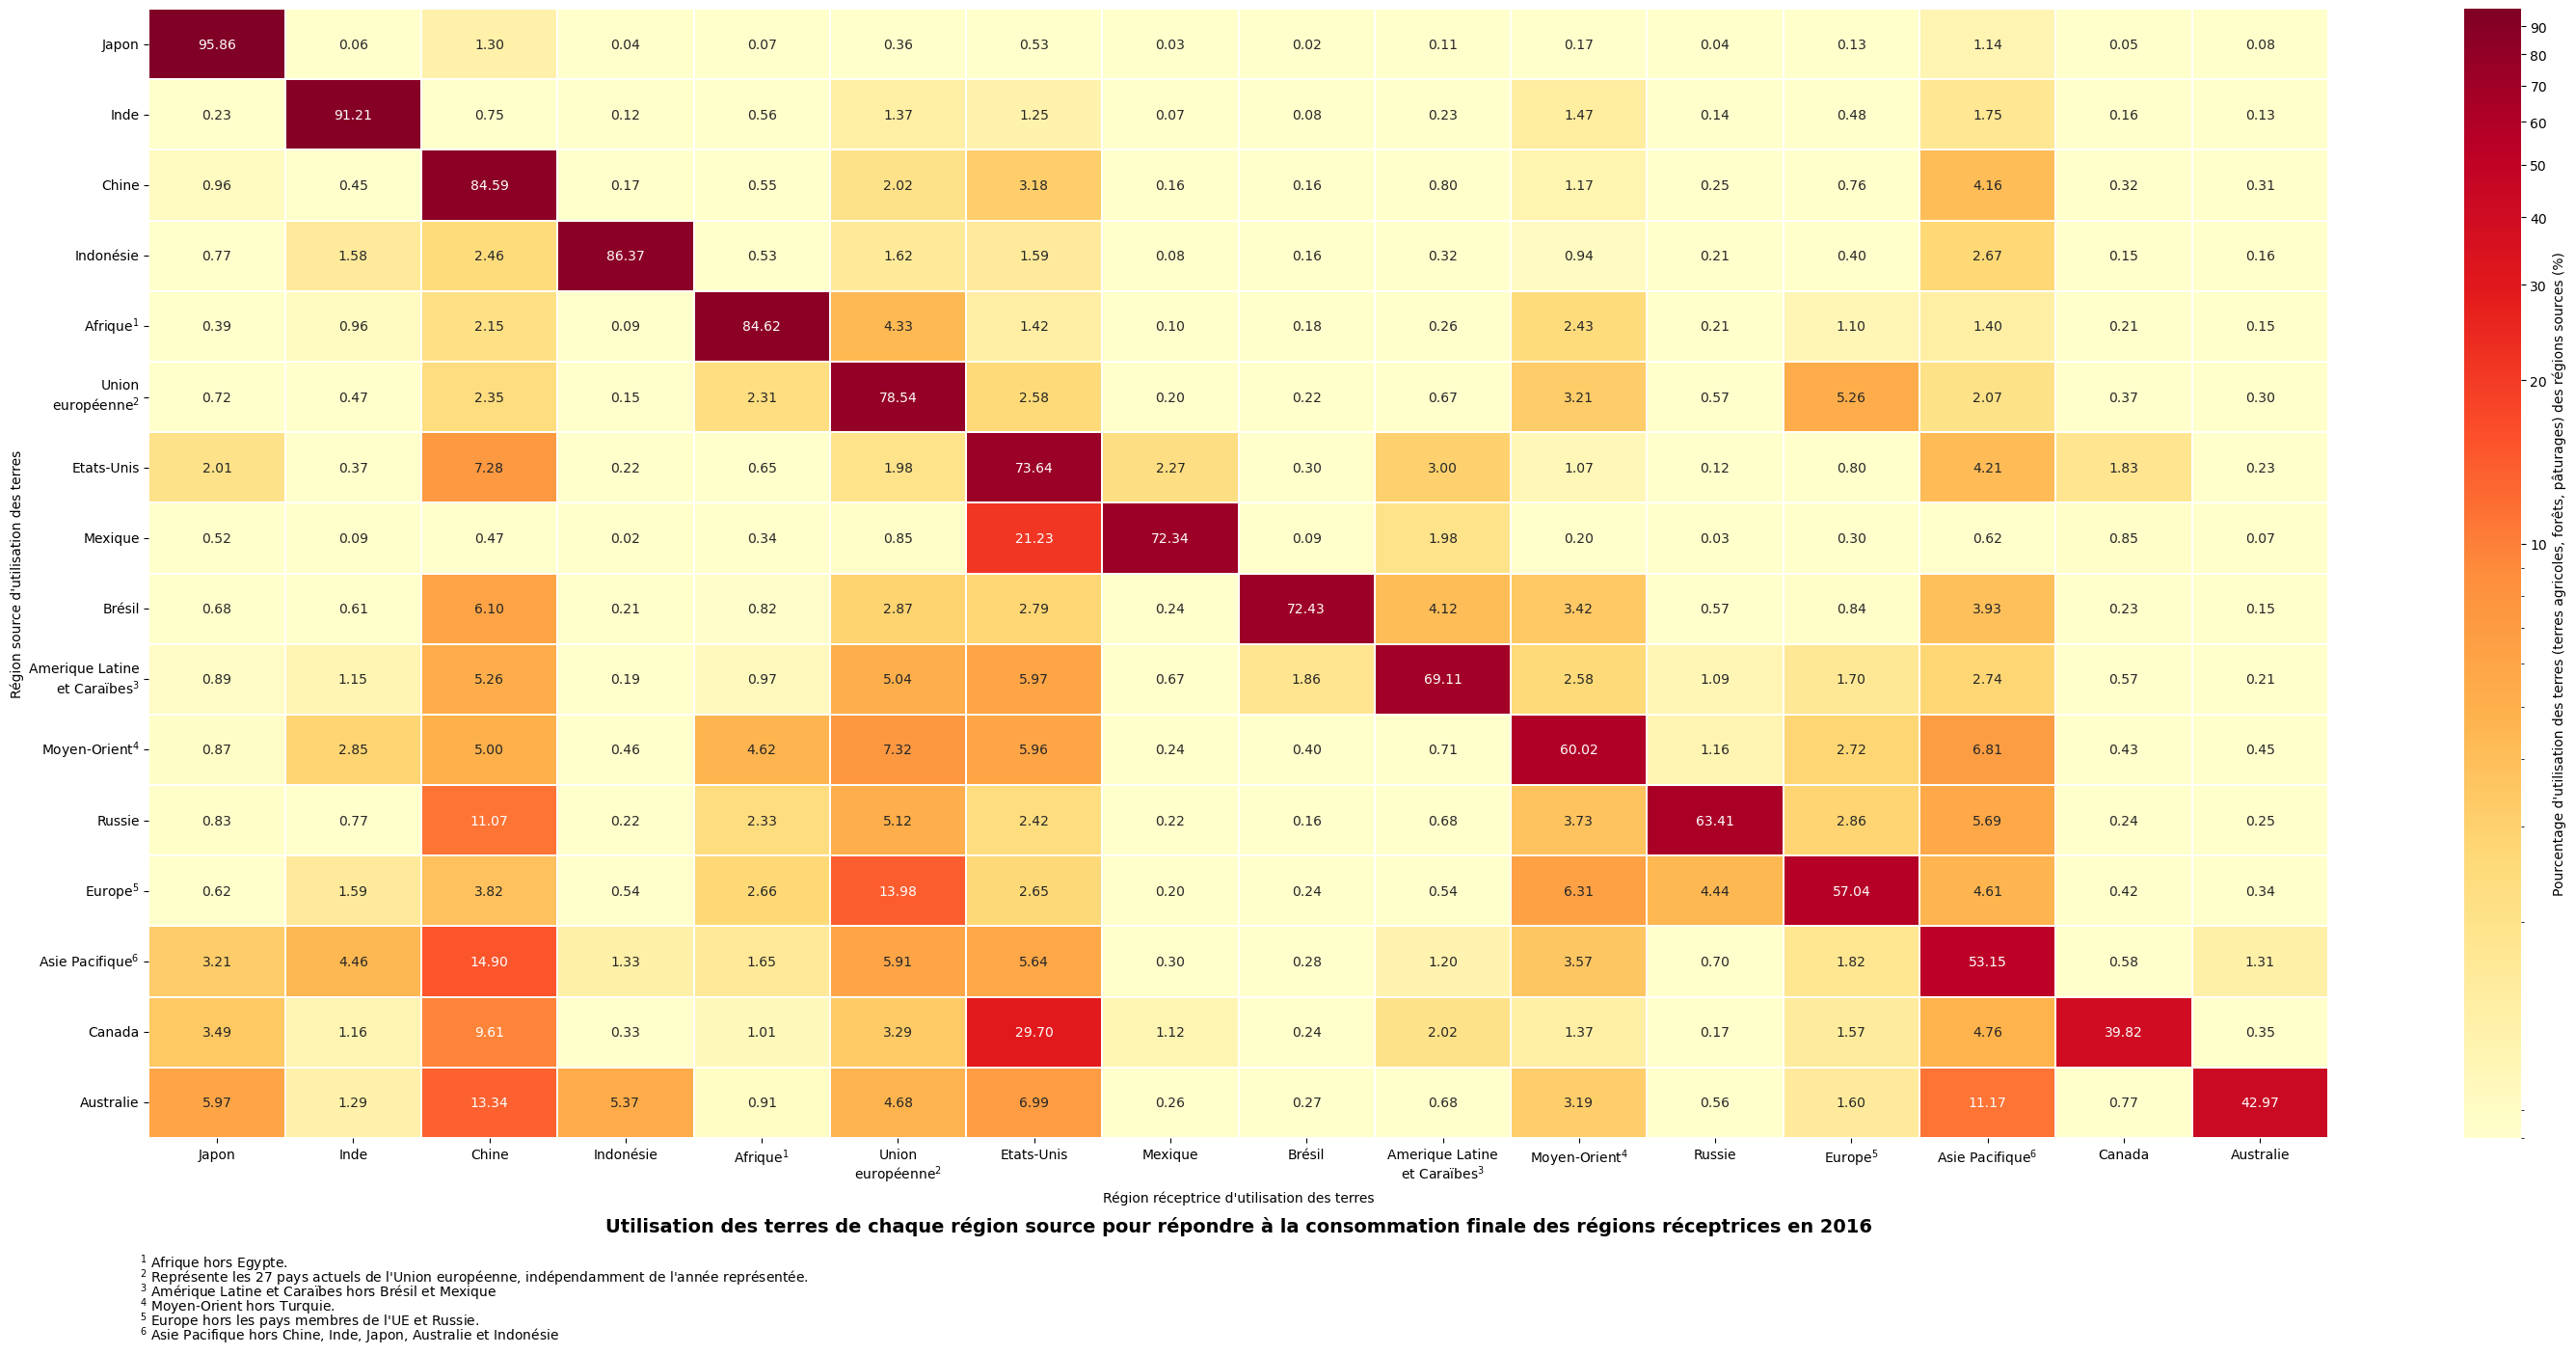 Japon 95.86 0.06 1.30 0.04 0.07 0.36 0.53 0.03 0.02 0.11 0.17 0.04 0.13 1.14 0.05 0.08
Inde 0.23 91.21 0.75 0.12 0.56 1.37 1.25 0.07 0.08 0.23 1.47 0.14 0.48 1.75 0.16 0.13
Chine 0.96 0.45 84.59 0.17 0.55 2.02 3.18 0.16 0.16 0.80 1.17 0.25 0.76 4.16 0.32 0.31
Indonésie 0.77 1.58 2.46 86.37 0.53 1.62 1.59 0.08 0.16 0.32 0.94 0.21 0.40 2.67 0.15 0.16
Afrique¹ 0.39 0.96 2.15 0.09 84.62 4.33 1.42 0.10 0.18 0.26 2.43 0.21 1.10 1.40 0.21 0.15
Union
européenne² 0.72 0.47 2.35 0.15 2.31 78.54 2.58 0.20 0.22 0.67 3.21 0.57 5.26 2.07 0.37 0.30
Etats-Unis 2.01 0.37 7.28 0.22 0.65 1.98 73.64 2.27 0.30 3.00 1.07 0.12 0.80 4.21 1.83 0.23
Mexique 0.52 0.09 0.47 0.02 0.34 0.85 21.23 72.34 0.09 1.98 0.20 0.03 0.30 0.62 0.85 0.07
Brésil 0.68 0.61 6.10 0.21 0.82 2.87 2.79 0.24 72.43 4.12 3.42 0.57 0.84 3.93 0.23 0.15
Amerique Latine
et Caraïbes³ 0.89 1.15 5.26 0.19 0.97 5.04 5.97 0.67 1.86 69.11 2.58 1.09 1.70 2.74 0.57 0.21
Moyen-Orient⁴ 0.87 2.85 5.00 0.46 4.62 7.32 5.96 0.24 0.40 0.71 60.02 1.16 2.72 6.81 0.43 0.45
Russie 0.83 0.77 11.07 0.22 2.33 5.12 2.42 0.22 0.16 0.68 3.73 63.41 2.86 5.69 0.24 0.25
Europe⁵ 0.62 1.59 3.82 0.54 2.66 13.98 2.65 0.20 0.24 0.54 6.31 4.44 57.04 4.61 0.42 0.34
Asie Pacifique⁶ 3.21 4.46 14.90 1.33 1.65 5.91 5.64 0.30 0.28 1.20 3.57 0.70 1.82 53.15 0.58 1.31
Canada 3.49 1.16 9.61 0.33 1.01 3.29 29.70 1.12 0.24 2.02 1.37 0.17 1.57 4.76 39.82 0.35
Australie 5.97 1.29 13.34 5.37 0.91 4.68 6.99 0.26 0.27 0.68 3.19 0.56 1.60 11.17 0.77 42.97
Région source d'utilisation des terres
Japon Inde Chine Indonésie Afrique¹ Union Etats-Unis Mexique Brésil Amerique Latine Moyen-Orient⁴ Russie Europe⁵ Asie Pacifique⁶ Canada Australie
européenne² et Caraïbes³
Région réceptrice d'utilisation des terres
90
80
70
60
50
40
30
20
10
Pourcentage d'utilisation des terres (terres agricoles, forêts, pâturages) des régions sources (%)
Utilisation des terres de chaque région source pour répondre à la consommation finale des régions réceptrices en 2016
¹ Afrique hors Egypte.
² Représente les 27 pays actuels de l'Union européenne, indépendamment de l'année représentée.
³ Amérique Latine et Caraïbes hors Brésil et Mexique
⁴ Moyen-Orient hors Turquie.
⁵ Europe hors les pays membres de l'UE et Russie.
⁶ Asie Pacifique hors Chine, Inde, Japon, Australie et Indonésie